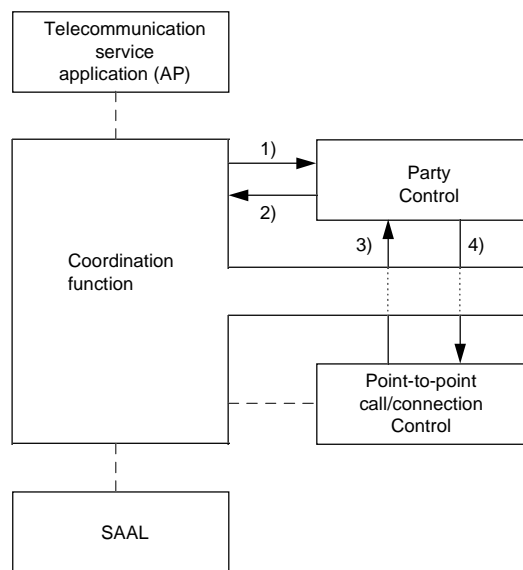 Telecommunication
service
application (AP)
1)
Party
Control
2)
3)
4)
Coordination
function
Point-to-point
call/connection
Control
SAAL